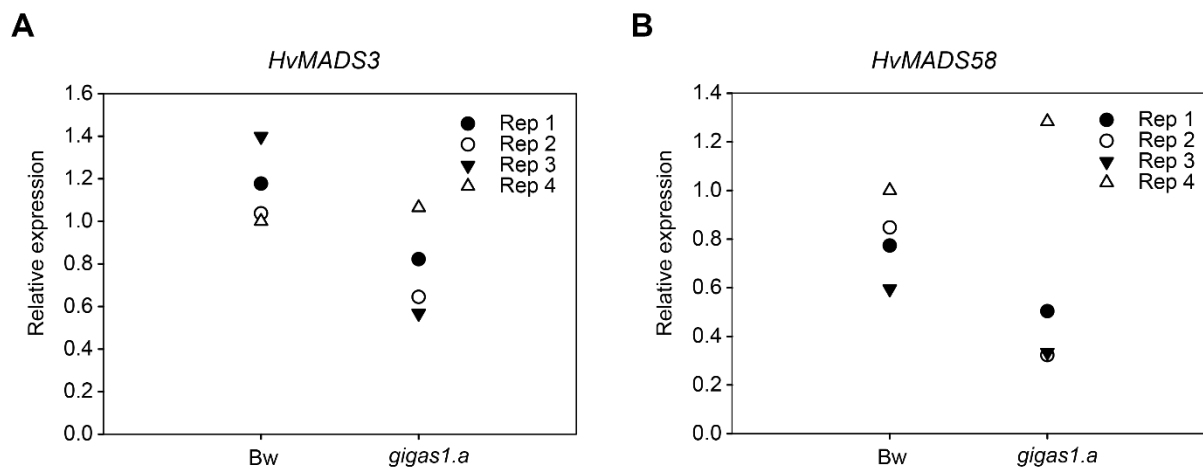 A
HvMADS3
Relative expression
1.6
1.4
1.2
1.0
0.8
0.6
0.4
0.2
0.0
Rep 1
Rep 2
Rep 3
Rep 4
Bw
gigas1.a
B
HvMADS58
Relative expression
1.4
1.2
1.0
0.8
0.6
0.4
0.2
0.0
Rep 1
Rep 2
Rep 3
Rep 4
Bw
gigas1.a